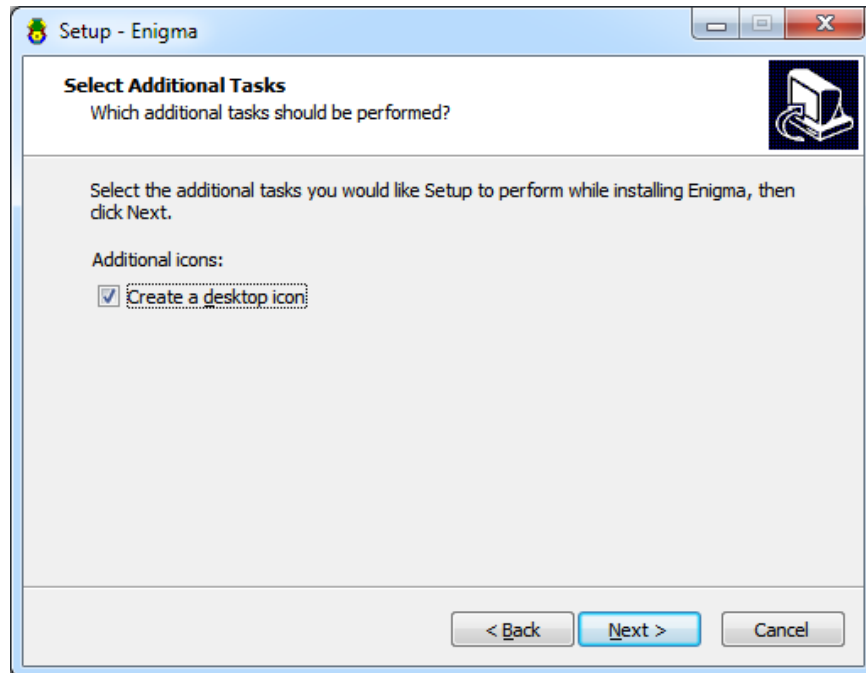 Setup - Enigma
Select Additional Tasks
Which additional tasks should be performed?
Select the additional tasks you would like Setup to perform while installing Enigma, then
click Next.
Additional icons:
Create a desktop icon
< Back Next > Cancel